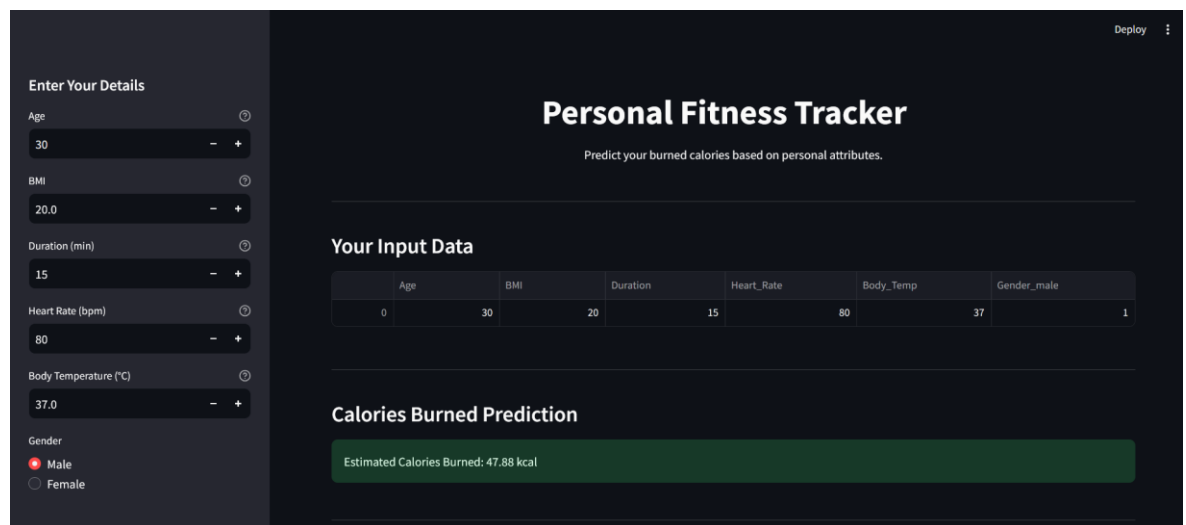 Deploy
Enter Your Details
Age
30
BMI
20.0
Duration (min)
15
Heart Rate (bpm)
80
Body Temperature (°C)
37.0
Gender
Male
Female
Personal Fitness Tracker
Predict your burned calories based on personal attributes.
Your Input Data
Age BMI Duration Heart_Rate Body_Temp Gender_male
0 30 20 15 80 37 1
Calories Burned Prediction
Estimated Calories Burned: 47.88 kcal